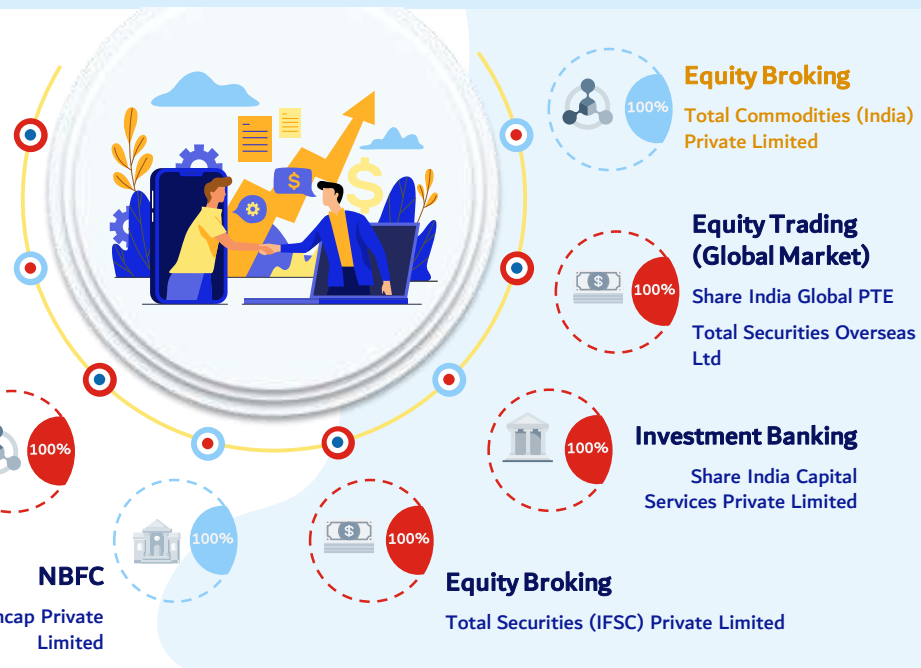 Equity Broking
100%
Total Commodities (India)
Private Limited
Equity Trading
(Global Market)
100%
Share India Global PTE
Total Securities Overseas
Ltd
100%
Investment Banking
Share India Capital
Services Private Limited
100%
100%
NBFC
Private
Limited
100%
Equity Broking
Total Securities (IFSC) Private Limited